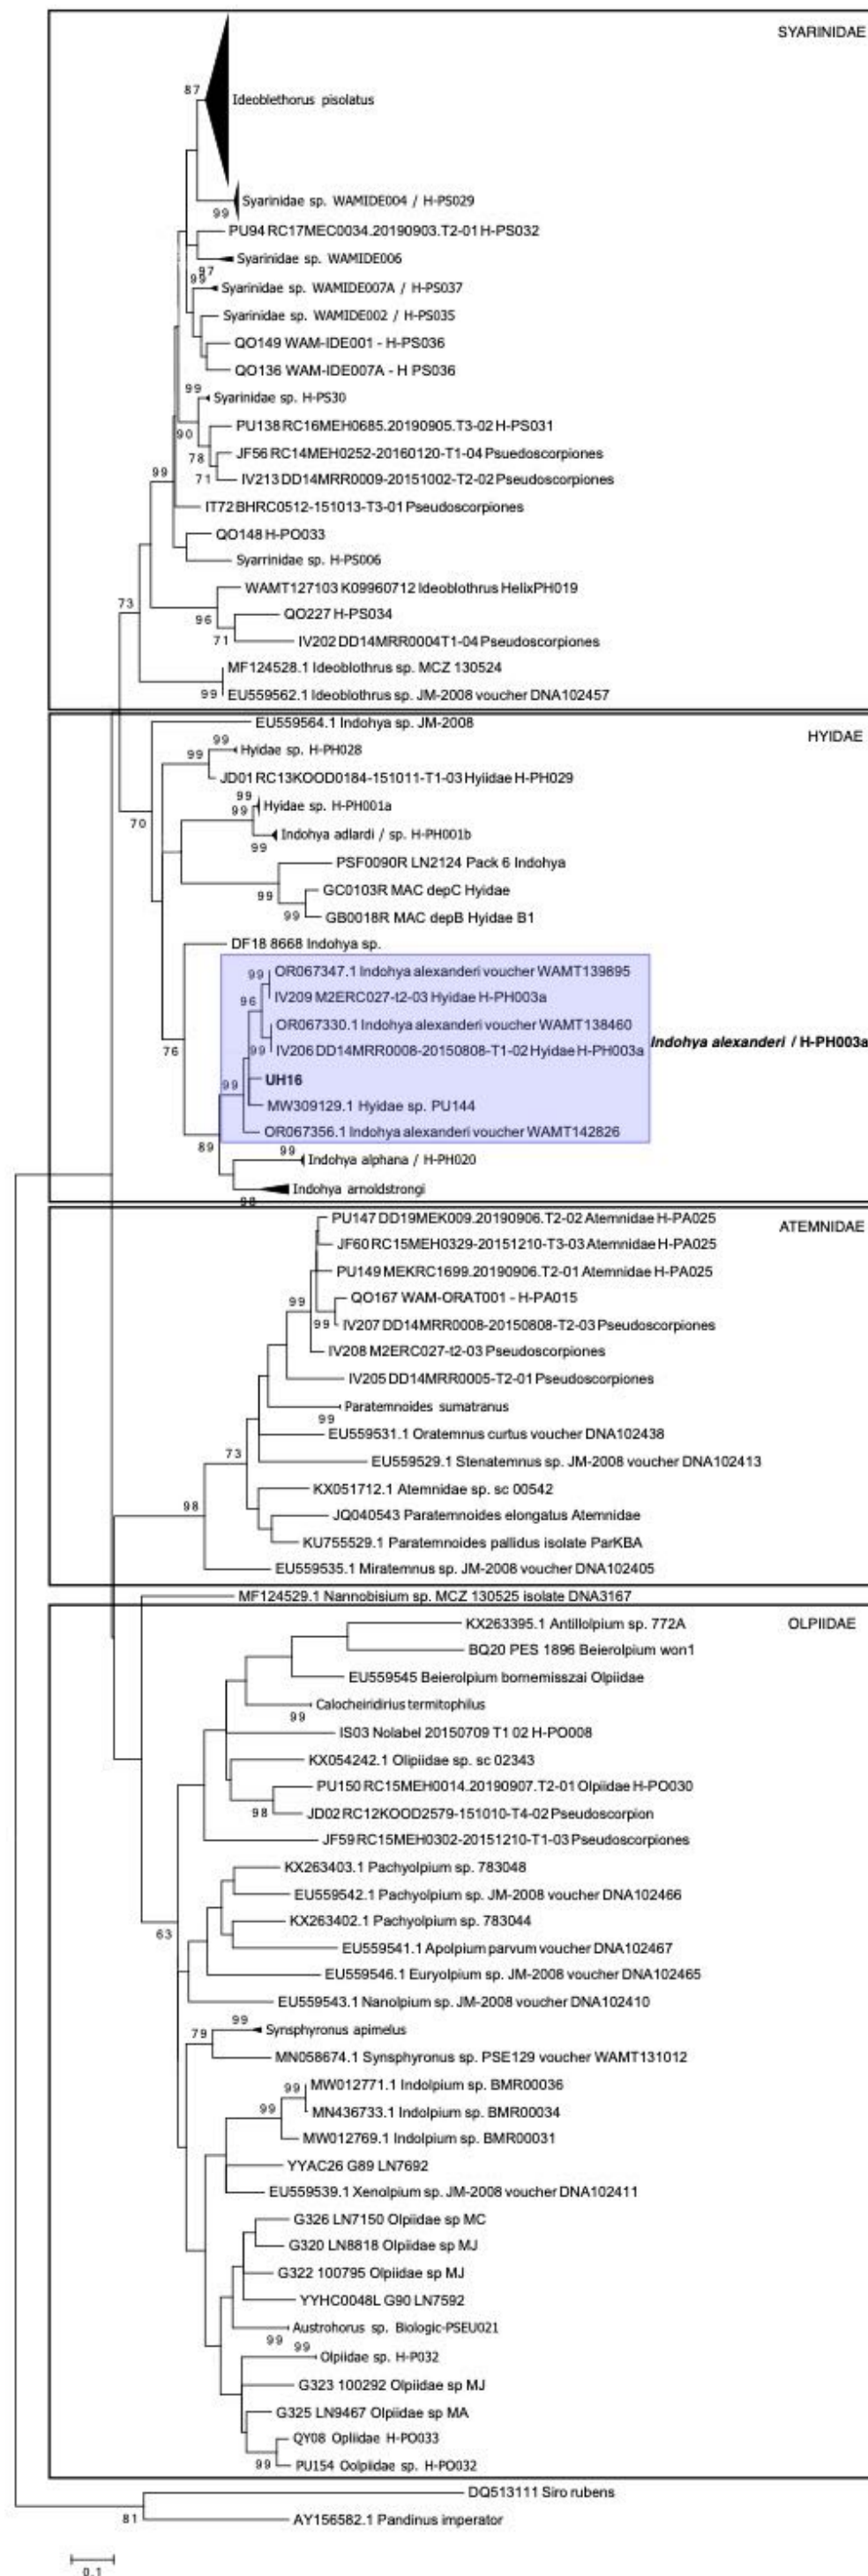 SYARINIDAE
87
Ideoblethorus pisolatus
Syarinidae sp. WAMIDE004 / H-PS029
99
PU94 RC17MEC0034.20190903.T2-01 H-PS032
Syarinidae sp. WAMIDE006
97
99
Syarinidae sp. WAMIDE007A / H-PS037
Syarinidae sp. WAMIDE002 / H-PS035
QO149 WAM-IDE001 - H-PS036
QO136 WAM-IDE007A - H PS036
99
Syarinidae sp. H-PS30
PU138 RC16MEH0685.20190905.T3-02 H-PS031
90
JF56 RC14MEH0252-20160120-T1-04 Psuedoscorpiones
78
IV213 DD14MRR0009-20151002-T2-02 Pseudoscorpiones
71
99
IT72 BHRC0512-151013-T3-01 Pseudoscorpiones
QO148 H-PO033
Syarrinidae sp. H-PS006
WAMT127103 K09960712 Ideoblothrus HelixPH019
73
96
QO227 H-PS034
71
IV202 DD14MRR0004T1-04 Pseudoscorpiones
MF124528.1 Ideoblothrus sp. MCZ 130524
99
EU559562.1 Ideoblothrus sp. JM-2008 voucher DNA102457
EU559564.1 Indohya sp. JM-2008
HYIDAE
99
99
Hyidae sp. H-PH028
JD01 RC13KOOD0184-151011-T1-03 Hyiidae H-PH029
99
99
Hyidae sp. H-PH001a
70
Indohya adlardi / sp. H-PH001b
99
PSF0090R LN2124 Pack 6 Indohya
99
GC0103R MAC depC Hyidae
99
GB0018R MAC depB Hyidae B1
DF18 8668 Indohya sp.
99
OR067347.1 Indohya alexanderi voucher WAMT139895
96
IV209 M2ERC027-t2-03 Hyidae H-PH003a
OR067330.1 Indohya alexanderi voucher WAMT138460
76
99
IV206 DD14MRR0008-20150808-T1-02 Hyidae H-PH003a
Indohya alexanderi / H-PH003a
99
UH16
MW309129.1 Hyidae sp. PU144
OR067356.1 Indohya alexanderi voucher WAMT142826
89
99
Indohya alphana / H-PH020
Indohya arnoldstrongi
98
PU147 DD19MEK009.20190906.T2-02 Atemnidae H-PA025
ATEMNIDAE
JF60 RC15MEH0329-20151210-T3-03 Atemnidae H-PA025
PU149 MEKRC1699.20190906.T2-01 Atemnidae H-PA025
99
QO167 WAM-ORAT001 - H-PA015
99
IV207 DD14MRR0008-20150808-T2-03 Pseudoscorpiones
IV208 M2ERC027-t2-03 Pseudoscorpiones
IV205 DD14MRR0005-T2-01 Pseudoscorpiones
Paratemnoides sumatranus
99
EU559531.1 Oratemnus curtus voucher DNA102438
73
EU559529.1 Stenatemnus sp. JM-2008 voucher DNA102413
KX051712.1 Atemnidae sp. sc 00542
98
JQ040543 Paratemnoides elongatus Atemnidae
KU755529.1 Paratemnoides pallidus isolate ParKBA
EU559535.1 Miratemnus sp. JM-2008 voucher DNA102405
MF124529.1 Nannobisium sp. MCZ 130525 isolate DNA3167
KX263395.1 Antillolpium sp. 772A
OLPIIDAE
BQ20 PES 1896 Beierolpium won1
EU559545 Beierolpium bornemisszai Olpiidae
Calocheiridirius termitophilus
99
IS03 Nolabel 20150709 T1 02 H-PO008
KX054242.1 Olipiidae sp. sc 02343
PU150 RC15MEH0014.20190907.T2-01 Olpiidae H-PO030
98
JD02 RC12KOOD2579-151010-T4-02 Pseudoscorpion
JF59 RC15MEH0302-20151210-T1-03 Pseudoscorpiones
KX263403.1 Pachyolpium sp. 783048
EU559542.1 Pachyolpium sp. JM-2008 voucher DNA102466
KX263402.1 Pachyolpium sp. 783044
63
EU559541.1 Apolpium parvum voucher DNA102467
EU559546.1 Euryolpium sp. JM-2008 voucher DNA102465
EU559543.1 Nanolpium sp. JM-2008 voucher DNA102410
99
79
Synsphyronus apimelus
MN058674.1 Synsphyronus sp. PSE129 voucher WAMT131012
99
MW012771.1 Indolpium sp. BMR00036
99
MN436733.1 Indolpium sp. BMR00034
MW012769.1 Indolpium sp. BMR00031
YYAC26 G89 LN7692
EU559539.1 Xenolpium sp. JM-2008 voucher DNA102411
G326 LN7150 Olpiidae sp MC
G320 LN8818 Olpiidae sp MJ
G322 100795 Olpiidae sp MJ
YYHC0048L G90 LN7592
Austrohorus sp. Biologic-PSEU021
99
99
Olpiidae sp. H-P032
G323 100292 Olpiidae sp MJ
G325 LN9467 Olpiidae sp MA
QY08 Opliidae H-PO033
99
PU154 Oolpiidae sp. H-PO032
DQ513111 Siro rubens
81
AY156582.1 Pandinus imperator
0.1